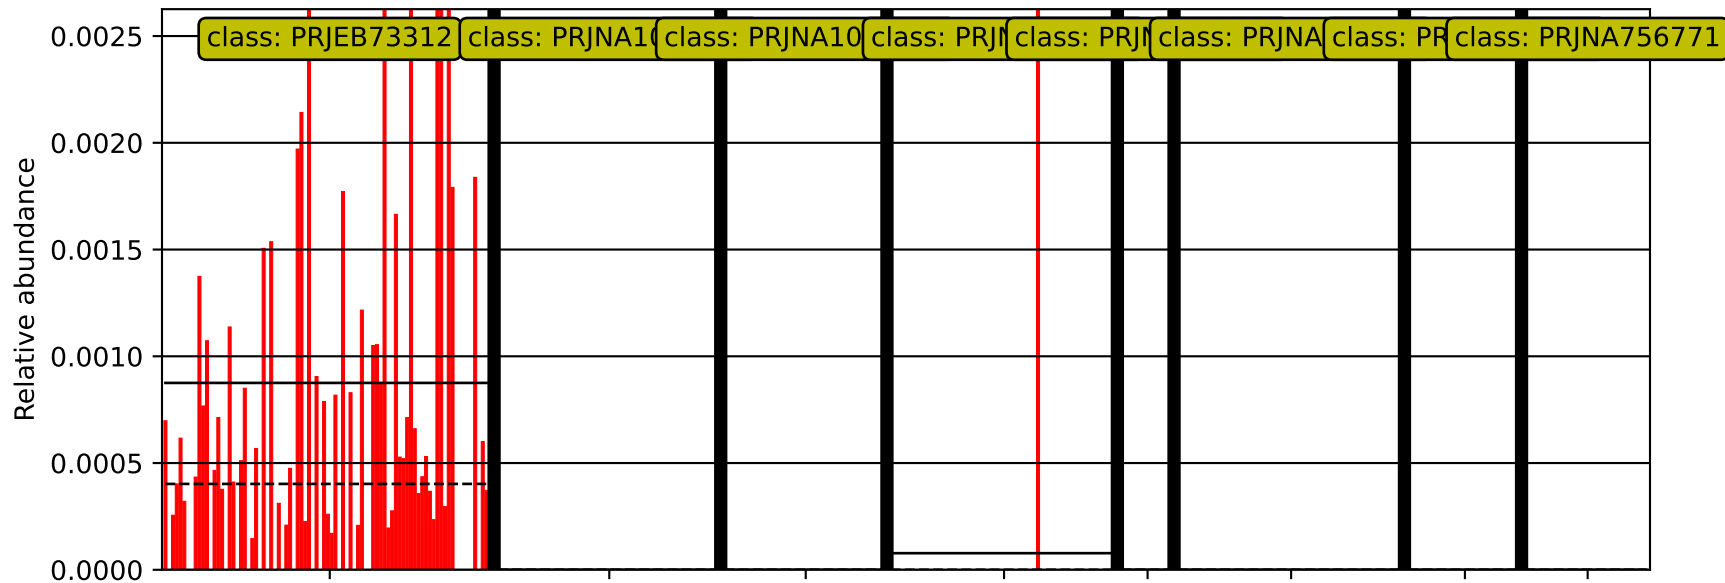 0.0025
class: PRJEB73312
class: PRJNA10
class: PRJNA10
class: PRJN
class: PRJN
class: PRJNA
class: PR
class: PRJNA756771
0.0020
0.0015
0.0010
0.0005
0.0000
Relative abundance